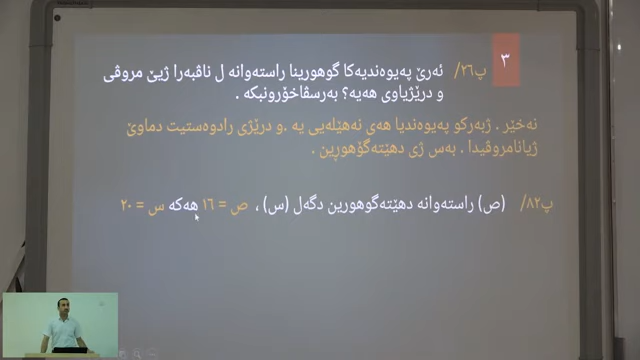 ٣
پ٢٦/ ئەرێ پەیوەندیەکا گوهورینا راستەوانە ل ناڤبەرا ژیێ مروڤی
و درێژیاوی هەیە؟ بەرسڤاخۆرونبکە .
نەخێر . ژبەرکو پەیوەندیا هەی نەهێلەیی یە .و درێژی رادوەستیت دماوێ
ژیانامروڤیدا . بەس ژی دهێتەگۆهوڕین .
پ٨٢/ (ص) راستەوانە دهێتەگوهورین دگەل (س) ، ص = ١٦ هەکە س = ٢٠